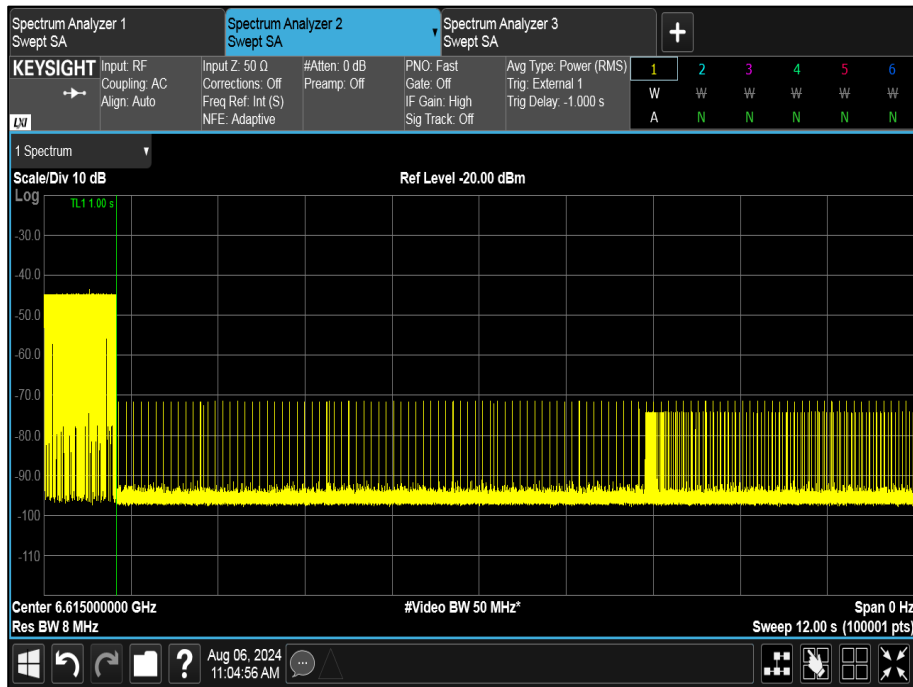 Spectrum Analyzer 1
Swept SA
Spectrum Analyzer 2
Swept SA
Spectrum Analyzer 3
Swept SA
+
KEYSIGHT
LXI
Input: RF
Coupling: AC
Align: Auto
Input Z: 50 Ω
Corrections: Off
Freq Ref: Int (S)
NFE: Adaptive
#Atten: 0 dB
Preamp: Off
PNO: Fast
Gate: Off
IF Gain: High
Sig Track: Off
Avg Type: Power (RMS)
Trig: External 1
Trig Delay: -1.000 s
1 2 3 4 5 6
W W W W W W
A N N N N N
1 Spectrum
Scale/Div 10 dB
Ref Level -20.00 dBm
Log
TL1 1.00 s
-30.0
-40.0
-50.0
-60.0
-70.0
-80.0
-90.0
-100
-110
Center 6.615000000 GHz
#Video BW 50 MHz*
Span 0 Hz
Res BW 8 MHz
Sweep 12.00 s (100001 pts)
?
Aug 06, 2024
11:04:56 AM